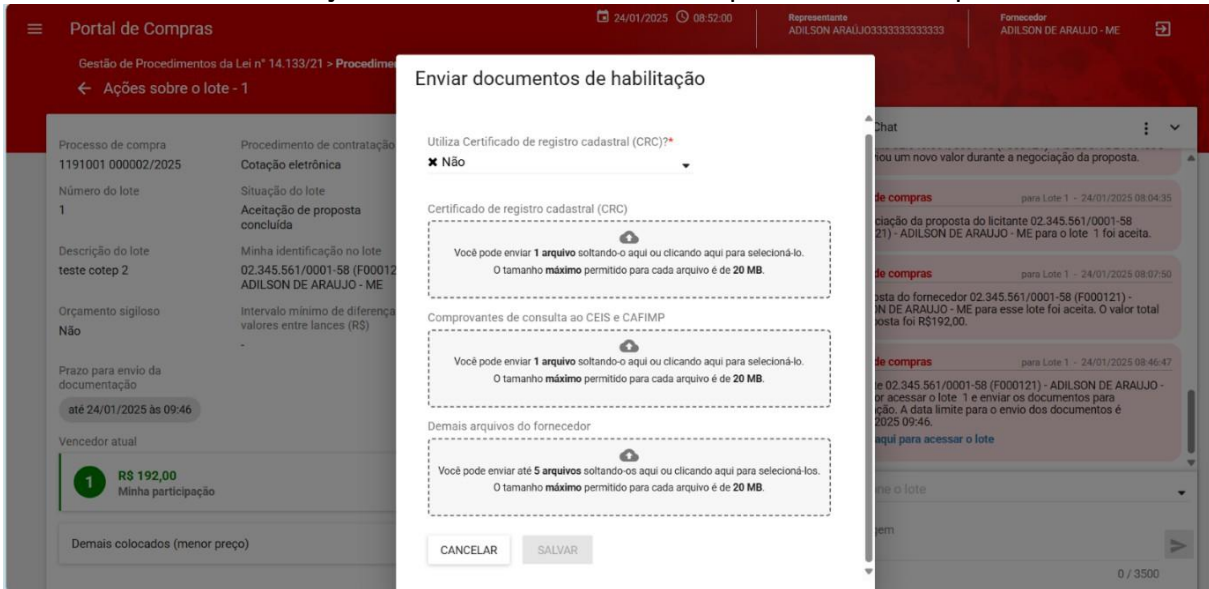 Portal de Compras
24/01/2025 08:52:00
Representante
ADILSON ARAÚJO3333333333333
Fornecedor
ADILSON DE ARAUJO - ME
Gestão de Procedimentos da Lei n° 14.133/21 > Procedime
Ações sobre o lote - 1
Processo de compra
1191001 000002/2025
Procedimento de contratação
Cotação eletrônica
Número do lote
1
Situação do lote
Aceitação de proposta
concluída
Descrição do lote
teste cotep 2
Minha identificação no lote
02.345.561/0001-58 (F00012
ADILSON DE ARAUJO - ME
Orçamento sigiloso
Não
Intervalo mínimo de diferença
valores entre lances (R$)
-
Prazo para envio da
documentação
até 24/01/2025 às 09:46
Vencedor atual
1
R$ 192,00
Minha participação
Demais colocados (menor preço)
Enviar documentos de habilitação
Utiliza Certificado de registro cadastral (CRC)?*
✖ Não
Certificado de registro cadastral (CRC)
Você pode enviar 1 arquivo soltando-o aqui ou clicando aqui para selecioná-lo.
O tamanho máximo permitido para cada arquivo é de 20 MB.
Comprovantes de consulta ao CEIS e CAFIMP
Você pode enviar 1 arquivo soltando-o aqui ou clicando aqui para selecioná-lo.
O tamanho máximo permitido para cada arquivo é de 20 MB.
Demais arquivos do fornecedor
Você pode enviar até 5 arquivos soltando-os aqui ou clicando aqui para selecioná-los.
O tamanho máximo permitido para cada arquivo é de 20 MB.
CANCELAR SALVAR
Chat
iou um novo valor durante a negociação da proposta.
de compras para Lote 1 - 24/01/2025 08:04:35
ciação da proposta do licitante 02.345.561/0001-58
21) - ADILSON DE ARAUJO - ME para o lote 1 foi aceita.
de compras para Lote 1 - 24/01/2025 08:07:50
osta do fornecedor 02.345.561/0001-58 (F000121) -
N DE ARAUJO - ME para esse lote foi aceita. O valor total
posta foi R$192,00.
de compras para Lote 1 - 24/01/2025 08:46:47
e 02.345.561/0001-58 (F000121) - ADILSON DE ARAUJO -
or acessar o lote 1 e enviar os documentos para
ção. A data limite para o envio dos documentos é
2025 09:46.
aqui para acessar o lote
ne o lote
em
0 / 3500